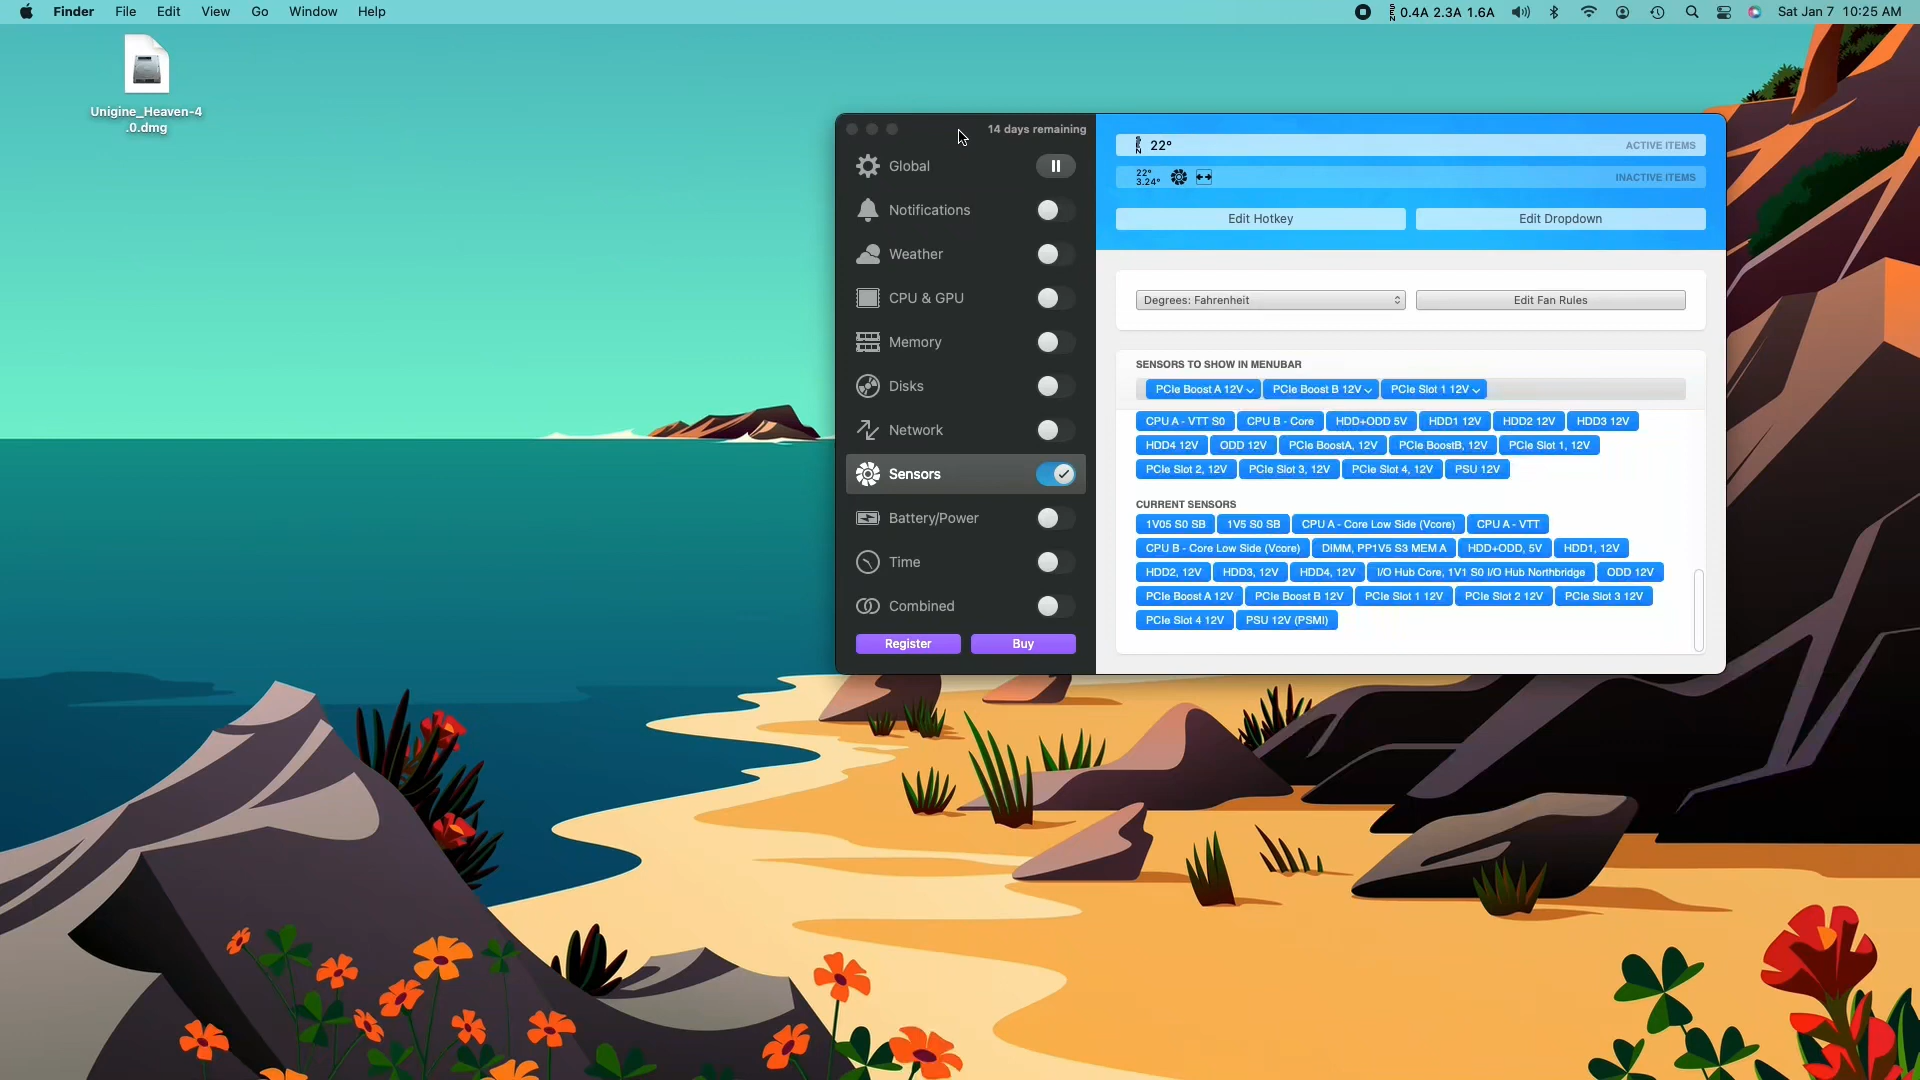 Finder File Edit View Go Window Help
SEN 0.4A 2.3A 1.6A Sat Jan 7 10:25 AM
Unigine_Heaven-4
.0.dmg
14 days remaining
Global
Notifications
Weather
CPU & GPU
Memory
Disks
Network
Sensors
Battery/Power
Time
Combined
Register Buy
SEN 22° ACTIVE ITEMS
22°
3.24° INACTIVE ITEMS
Edit Hotkey Edit Dropdown
Degrees: Fahrenheit Edit Fan Rules
SENSORS TO SHOW IN MENUBAR
PCIe Boost A 12V PCIe Boost B 12V PCIe Slot 1 12V
CPU A - VTT S0 CPU B - Core HDD+ODD 5V HDD1 12V HDD2 12V HDD3 12V
HDD4 12V ODD 12V PCIe BoostA, 12V PCIe BoostB, 12V PCIe Slot 1, 12V
PCIe Slot 2, 12V PCIe Slot 3, 12V PCIe Slot 4, 12V PSU 12V
CURRENT SENSORS
1V05 S0 SB 1V5 S0 SB CPU A - Core Low Side (Vcore) CPU A - VTT
CPU B - Core Low Side (Vcore) DIMM, PP1V5 S3 MEM A HDD+ODD, 5V HDD1, 12V
HDD2, 12V HDD3, 12V HDD4, 12V I/O Hub Core, 1V1 S0 I/O Hub Northbridge ODD 12V
PCIe Boost A 12V PCIe Boost B 12V PCIe Slot 1 12V PCIe Slot 2 12V PCIe Slot 3 12V
PCIe Slot 4 12V PSU 12V (PSMI)